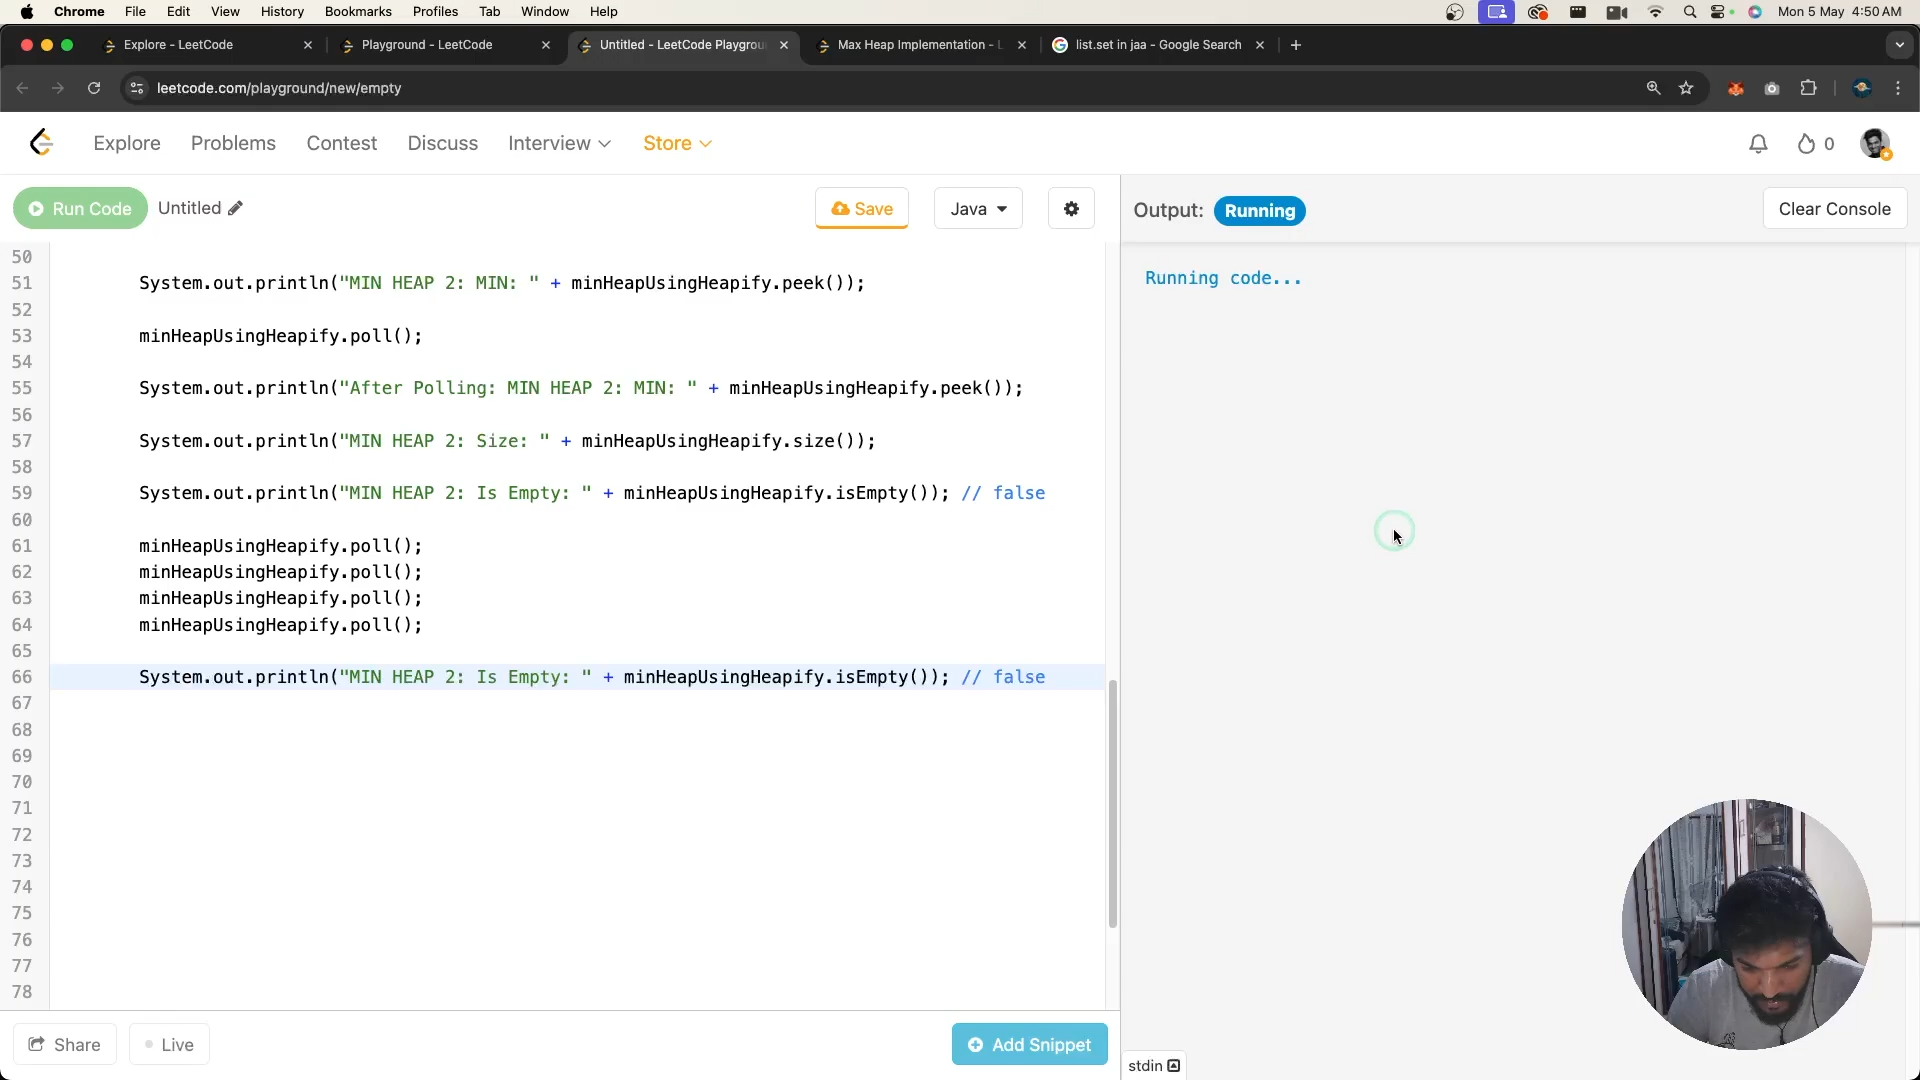 Chrome File Edit View History Bookmarks Profiles Tab Window Help Mon 5 May 4:50 AM
Explore - LeetCode Playground - LeetCode Untitled - LeetCode Playgrou Max Heap Implementation - L list.set in jaa - Google Search
leetcode.com/playground/new/empty
Explore Problems Contest Discuss Interview Store 0
Run Code Untitled Save Java Output: Running Clear Console
Running code...
50
51 System.out.println("MIN HEAP 2: MIN: " + minHeapUsingHeapify.peek());
52
53 minHeapUsingHeapify.poll();
54
55 System.out.println("After Polling: MIN HEAP 2: MIN: " + minHeapUsingHeapify.peek());
56
57 System.out.println("MIN HEAP 2: Size: " + minHeapUsingHeapify.size());
58
59 System.out.println("MIN HEAP 2: Is Empty: " + minHeapUsingHeapify.isEmpty()); // false
60
61 minHeapUsingHeapify.poll();
62 minHeapUsingHeapify.poll();
63 minHeapUsingHeapify.poll();
64 minHeapUsingHeapify.poll();
65
66 System.out.println("MIN HEAP 2: Is Empty: " + minHeapUsingHeapify.isEmpty()); // false
67
68
69
70
71
72
73
74
75
76
77
78
Share Live Add Snippet stdin